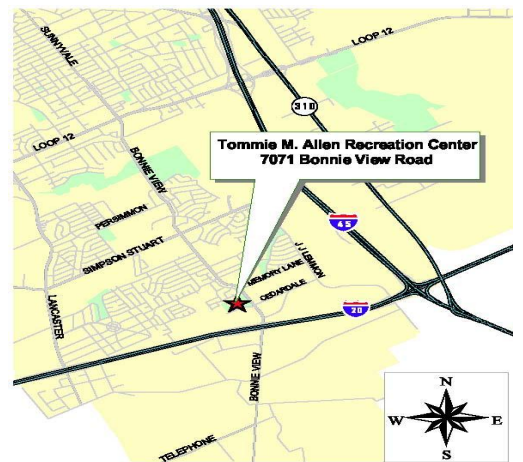 SUNNYVALE
LOOP 12
310
LOOP 12
BONNIE VIEW
Tommie M. Allen Recreation Center
7071 Bonnie View Road
PERSIMMON
45
SIMPSON STUART
J J LEMMON
MEMORY LANE
CEDARDALE
LANCASTER
20
BONNIE VIEW
TELEPHONE
N
W
E
S